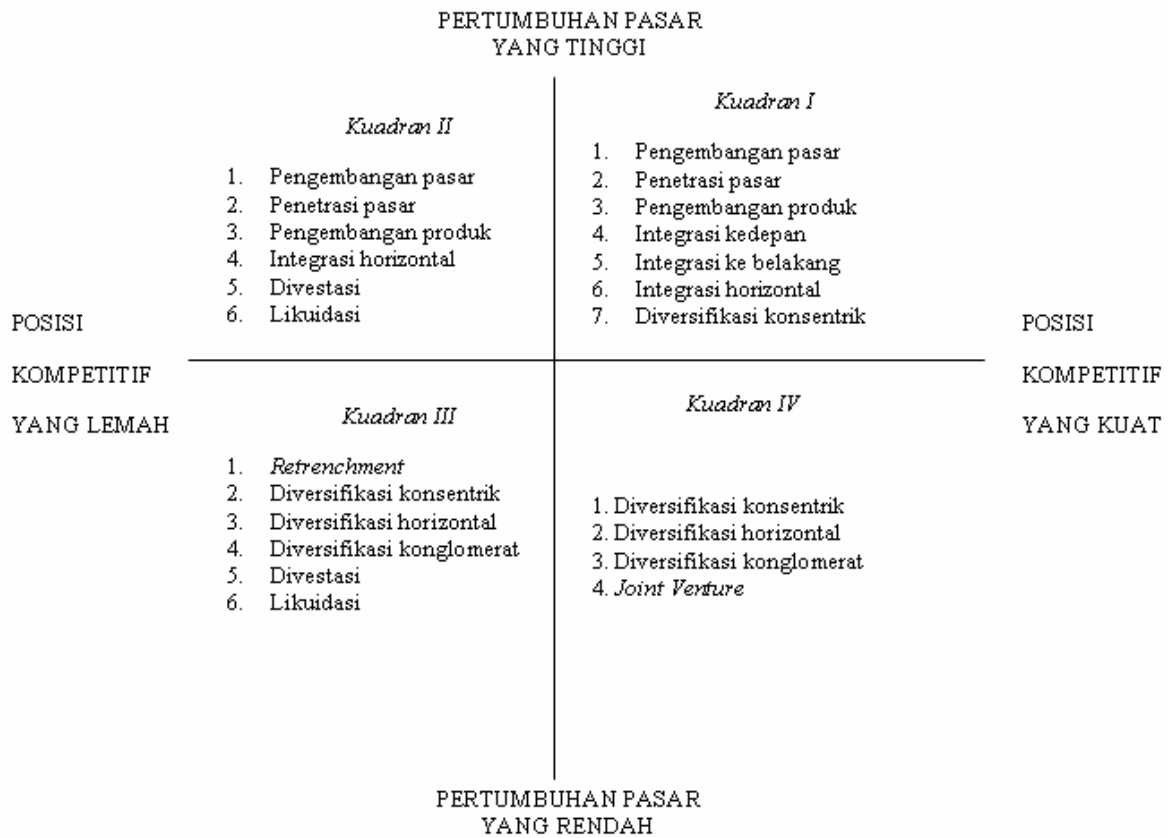 PERTUMBUHAN PASAR
YANG TINGGI
Kuadran II
1. Pengembangan pasar
2. Penetrasi pasar
3. Pengembangan produk
4. Integrasi horizontal
5. Divestasi
6. Likuidasi
Kuadran I
1. Pengembangan pasar
2. Penetrasi pasar
3. Pengembangan produk
4. Integrasi kedepan
5. Integrasi ke belakang
6. Integrasi horizontal
7. Diversifikasi konsentrik
POSISI
KOMPETITIF
YANG LEMAH
POSISI
KOMPETITIF
YANG KUAT
Kuadran III
1. Retrenchment
2. Diversifikasi konsentrik
3. Diversifikasi horizontal
4. Diversifikasi konglomerat
5. Divestasi
6. Likuidasi
Kuadran IV
1. Diversifikasi konsentrik
2. Diversifikasi horizontal
3. Diversifikasi konglomerat
4. Joint Venture
PERTUMBUHAN PASAR
YANG RENDAH